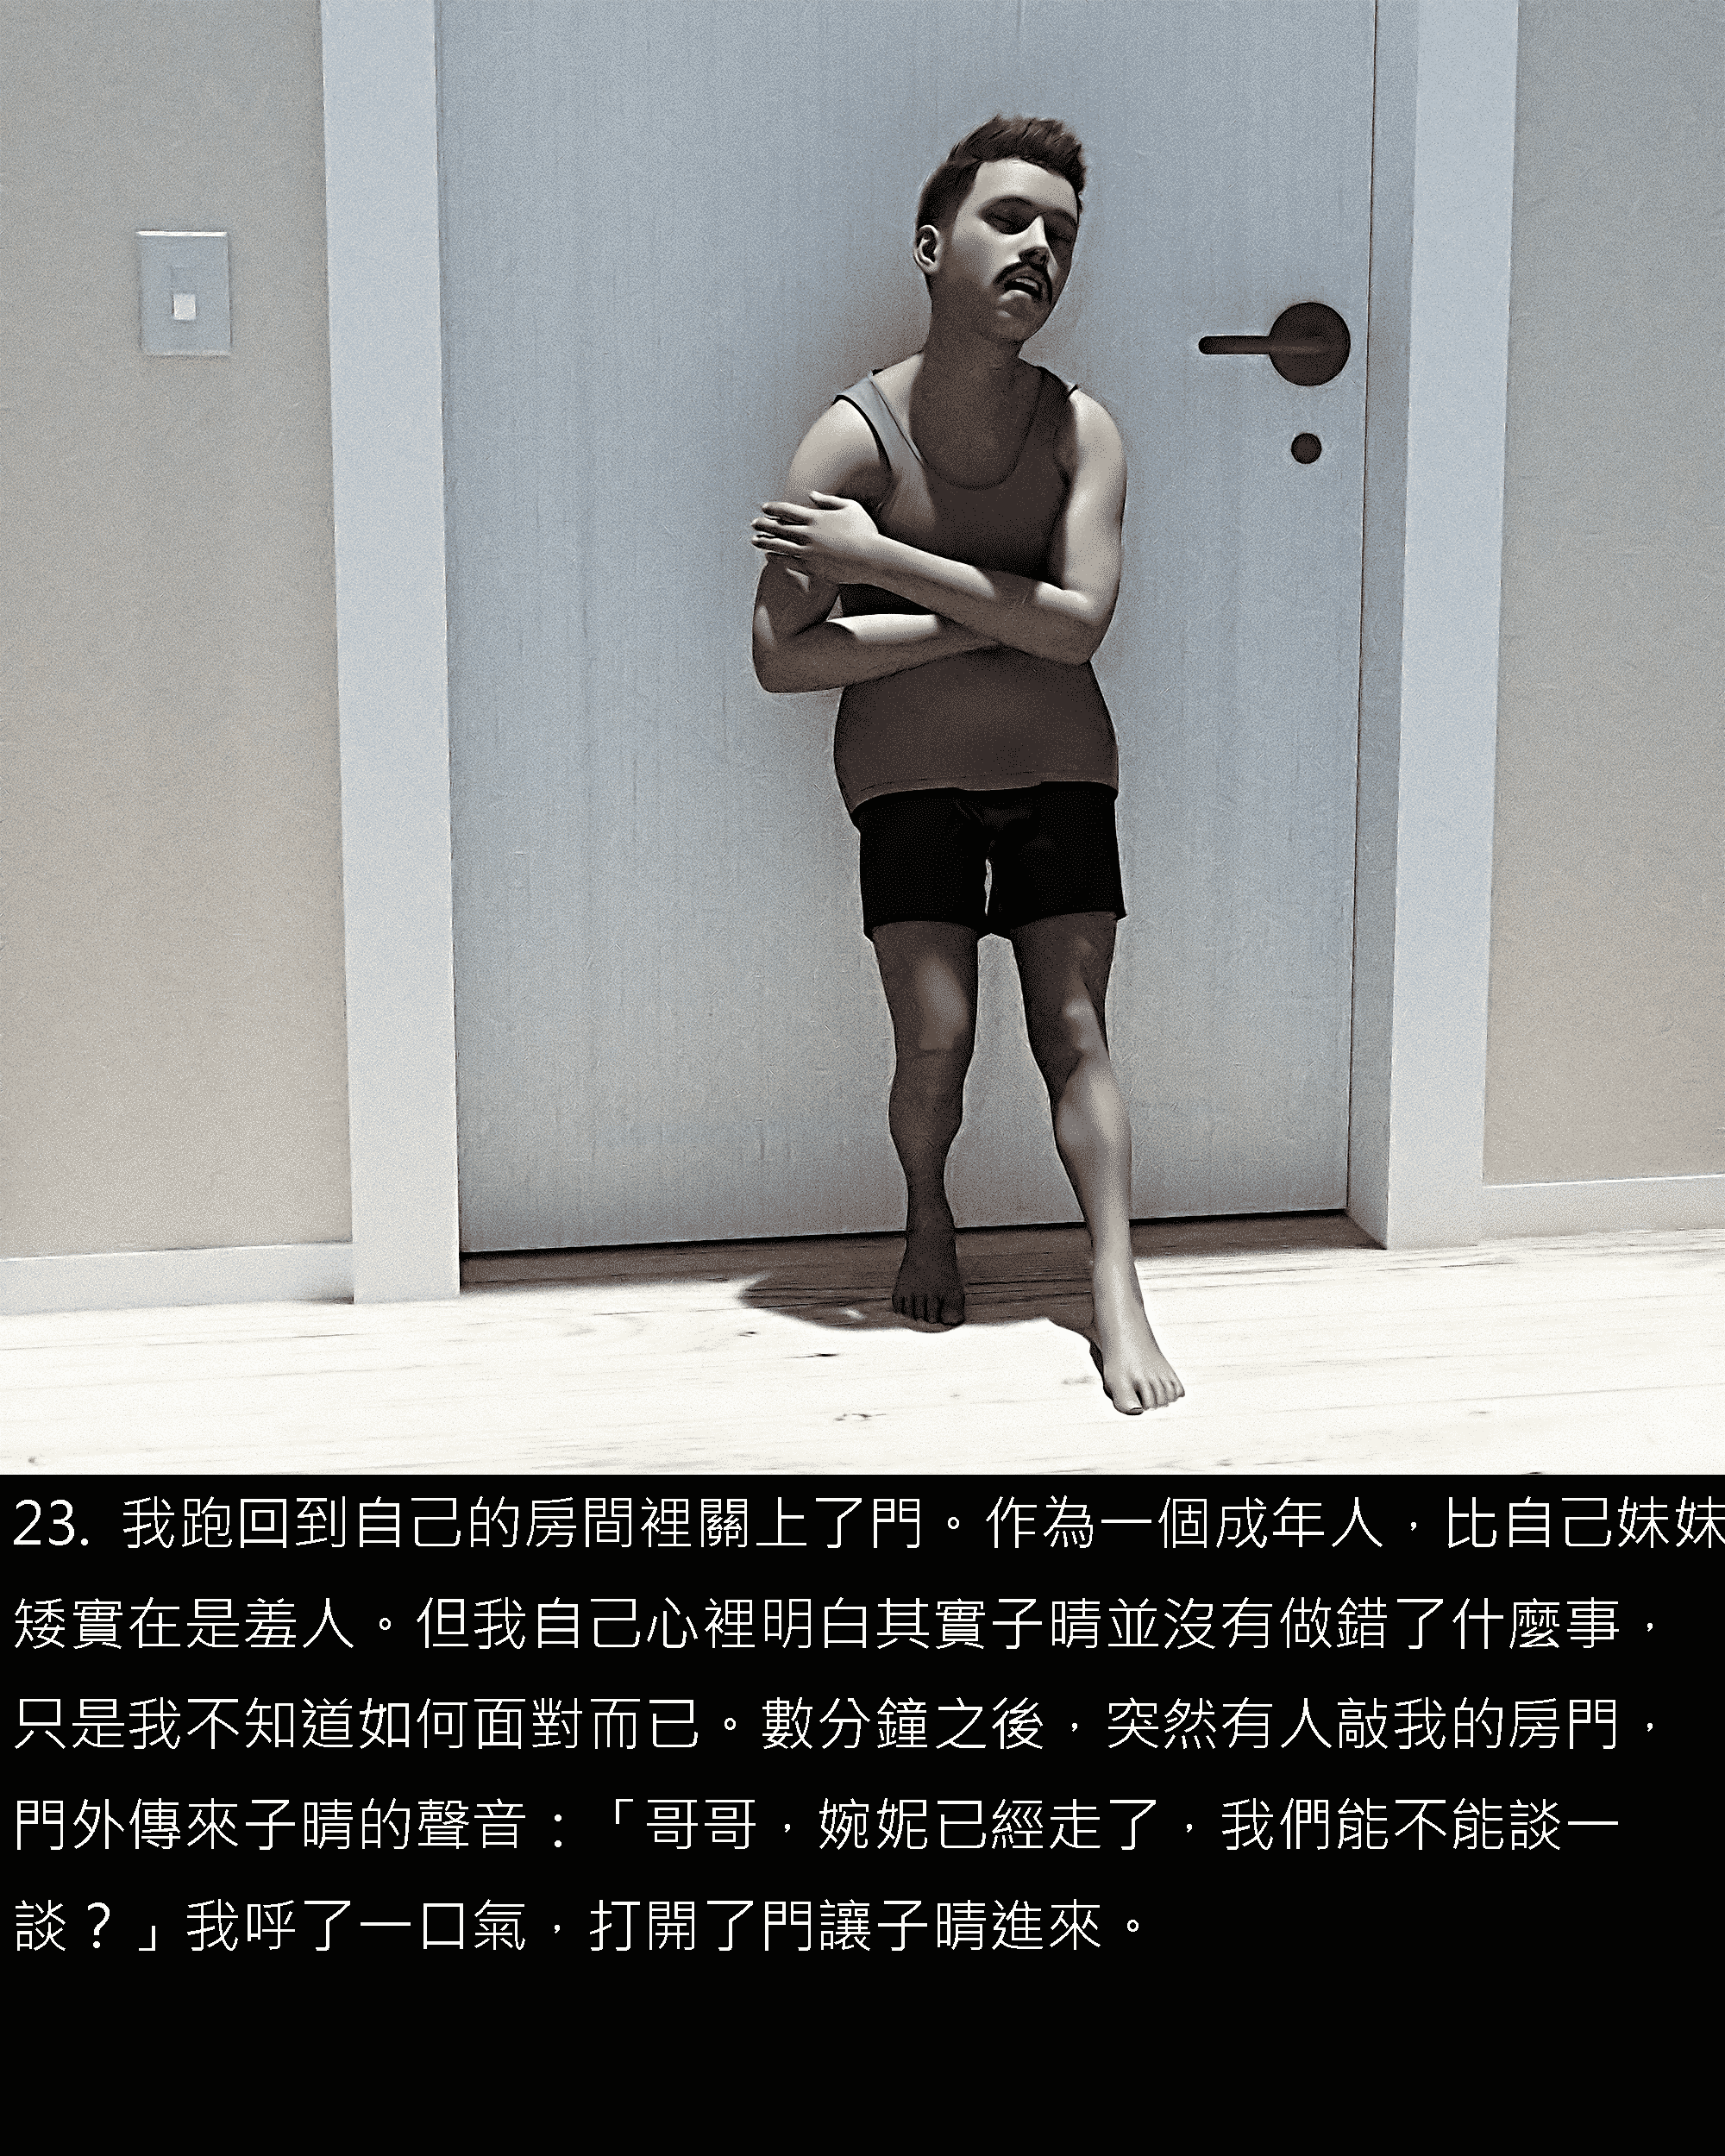 23. 我跑回到自己的房間裡關上了門。作為一個成年人，比自己妹妹
矮實在是羞人。但我自己心裡明白其實子晴並沒有做錯了什麼事，
只是我不知道如何面對而已。數分鐘之後，突然有人敲我的房門，
門外傳來子晴的聲音：「哥哥，婉妮已經走了，我們能不能談一
談？」我呼了一口氣，打開了門讓子晴進來。